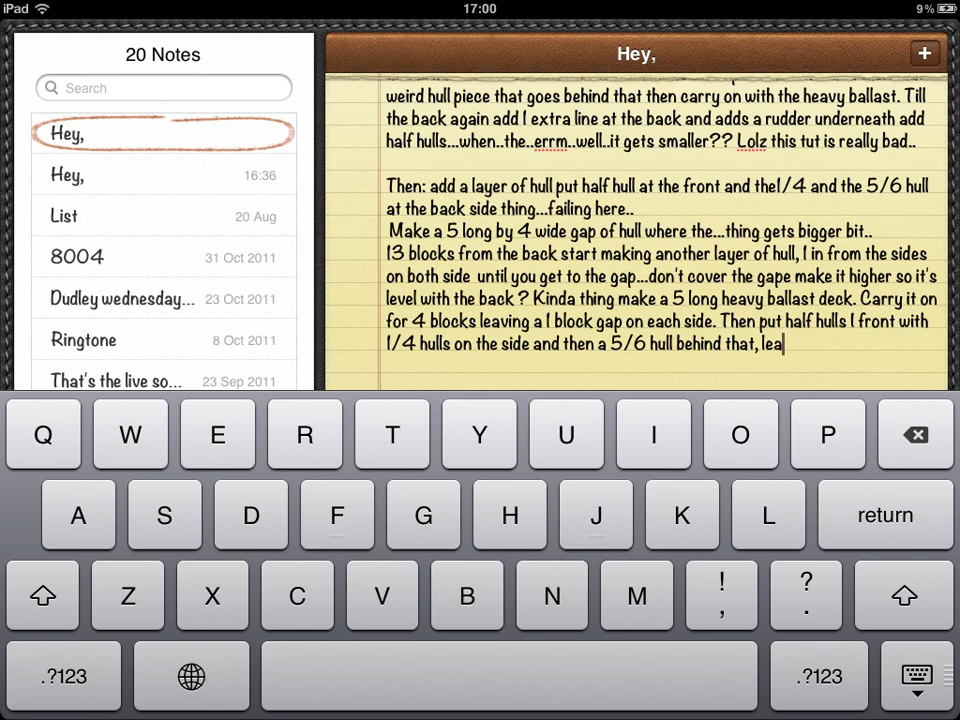 iPad 17:00 9%
20 Notes
Search
Hey,
Hey, 16:36
List 20 Aug
8004 31 Oct 2011
Dudley wednesday... 23 Oct 2011
Ringtone 8 Oct 2011
That's the live so... 23 Sep 2011
Hey, +
weird hull piece that goes behind that then carry on with the heavy ballast. Till
the back again add 1 extra line at the back and adds a rudder underneath add
half hulls...when..the..errm..well..it gets smaller?? Lolz this tut is really bad..
Then: add a layer of hull put half hull at the front and the1/4 and the 5/6 hull
at the back side thing...failing here..
Make a 5 long by 4 wide gap of hull where the...thing gets bigger bit..
13 blocks from the back start making another layer of hull, 1 in from the sides
on both side until you get to the gap...don't cover the gape make it higher so it's
level with the back ? Kinda thing make a 5 long heavy ballast deck. Carry it on
for 4 blocks leaving a 1 block gap on each side. Then put half hulls 1 front with
1/4 hulls on the side and then a 5/6 hull behind that, lea
Q W E R T Y U I O P
A S D F G H J K L return
Z X C V B N M ! , ? .
.?123 .?123